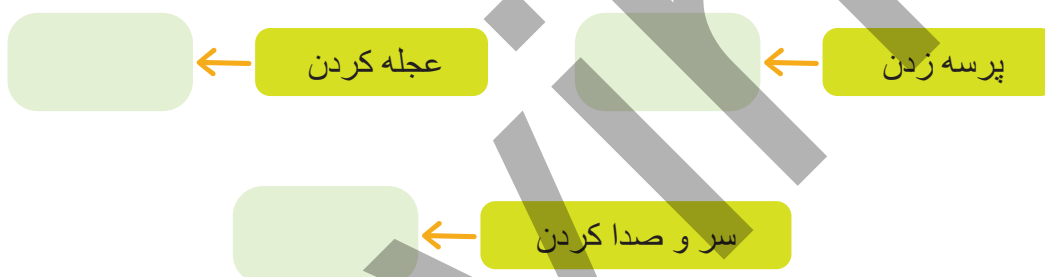 پرسه زدن
عجله کردن
سر و صدا کردن